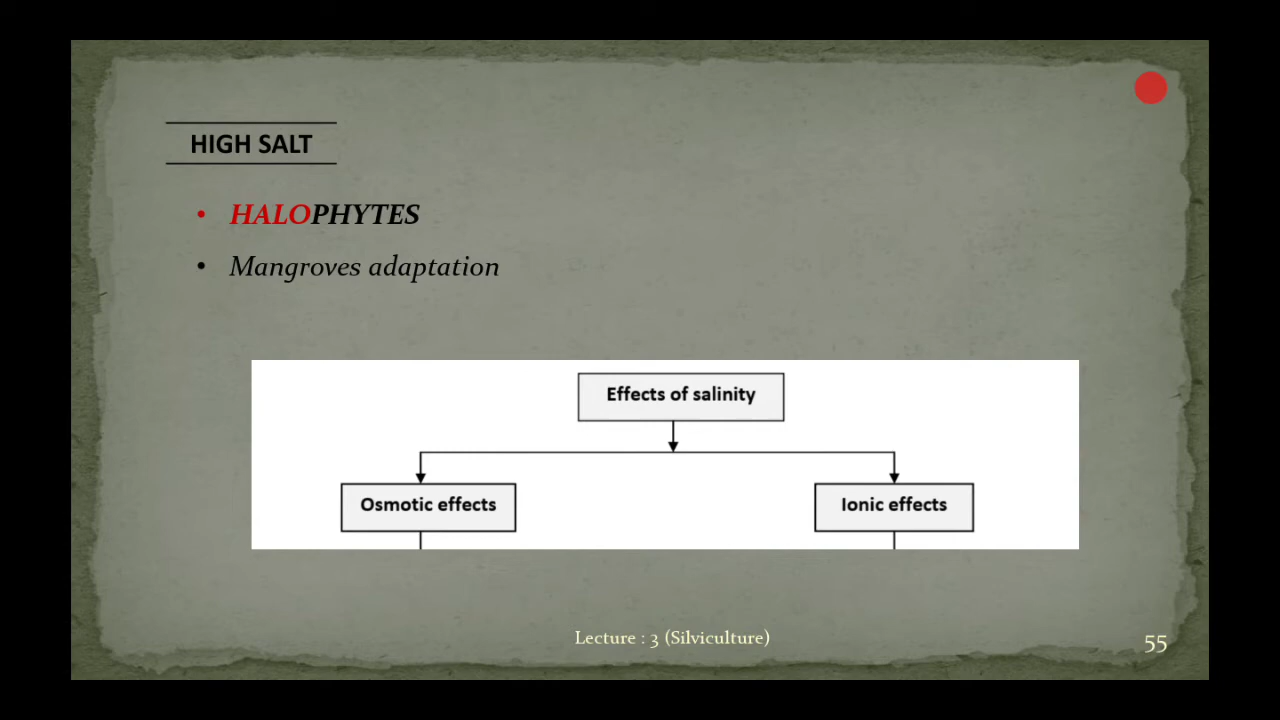 HIGH SALT
• HALOPHYTES
• Mangroves adaptation
Effects of salinity
Osmotic effects
Ionic effects
Lecture : 3 (Silviculture)
55